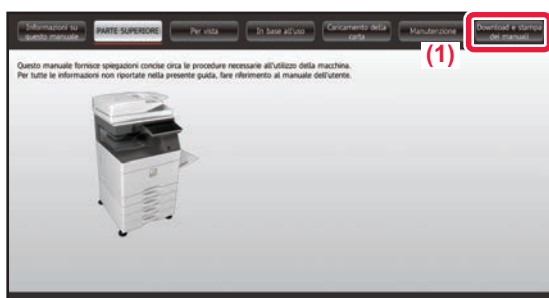 Informazioni su
questo manuale
PARTE SUPERIORE
Per vista
In base all'uso
Caricamento della
carta
Manutenzione
Download e stampa
dei manuali
(1)
Questo manuale fornisce spiegazioni concise circa le procedure necessarie all'utilizzo della macchina.
Per tutte le informazioni non riportate nella presente guida, fare riferimento al manuale dell'utente.